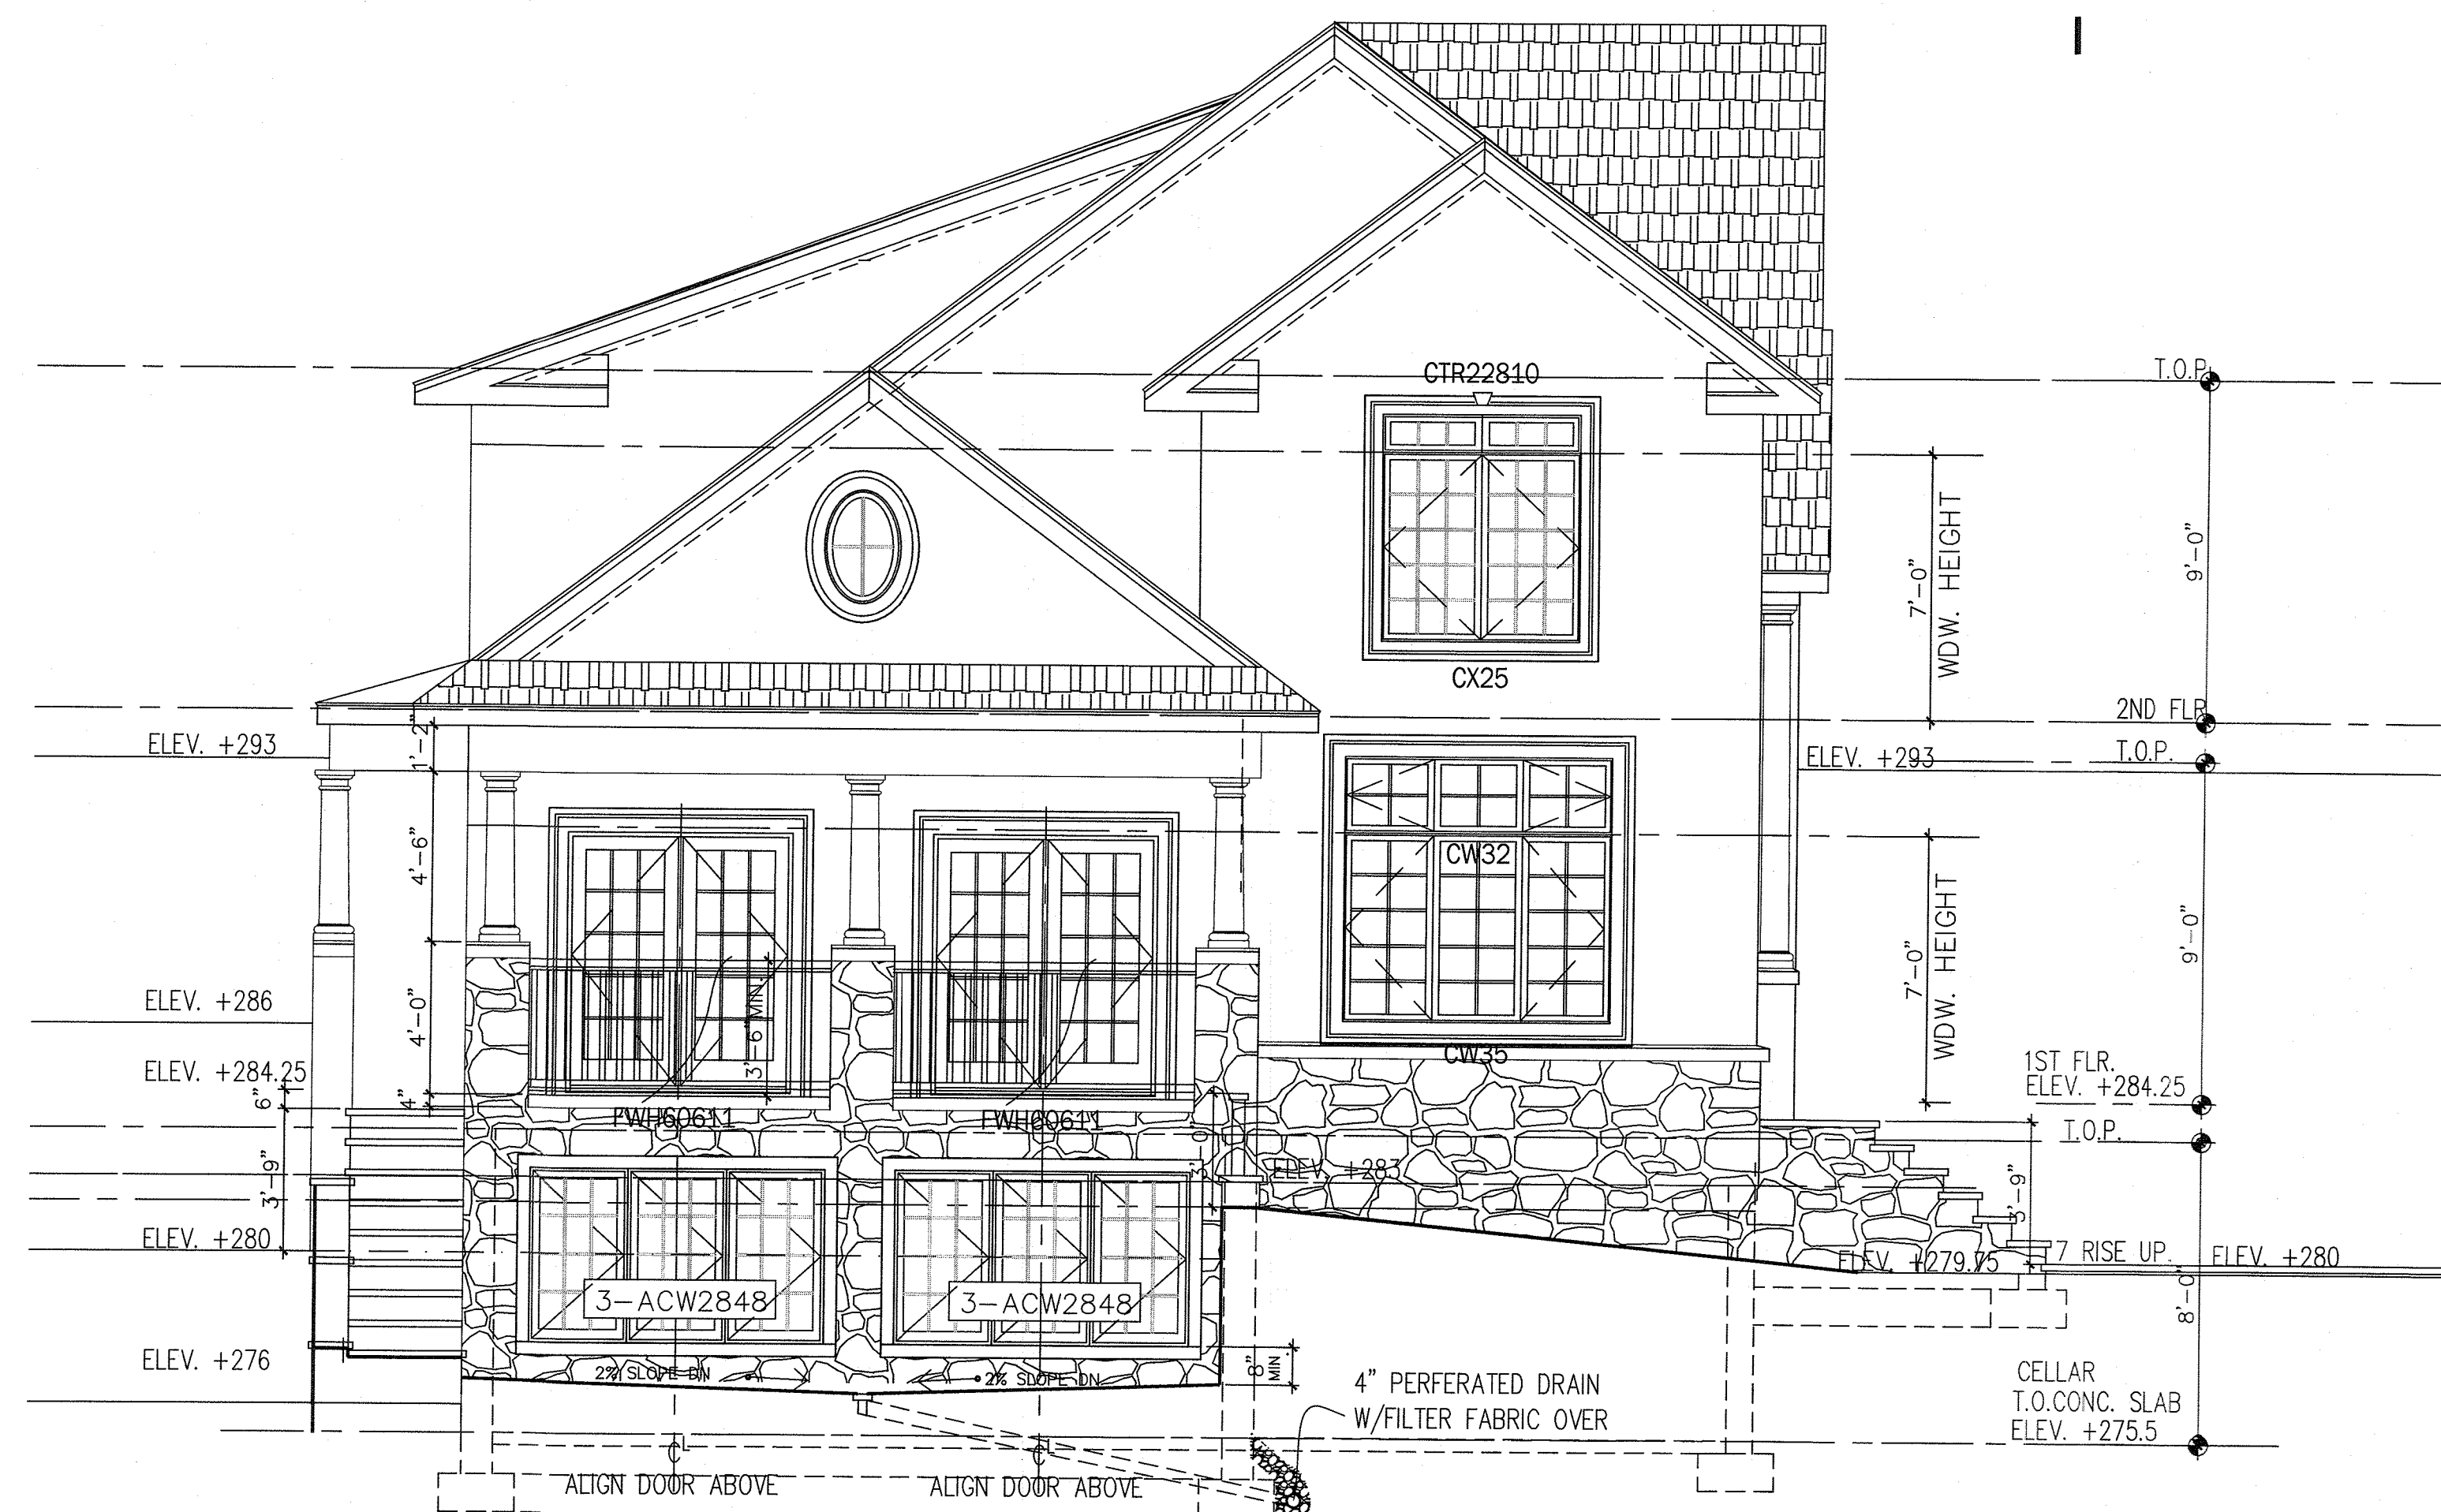 CTR22810
T.O.P.
7'-0"
WDW. HEIGHT
9'-0"
CX25
2ND FLR
ELEV. +293
1'-2"
ELEV. +293
T.O.P.
4'-6"
CW32
7'-0"
WDW. HEIGHT
9'-0"
ELEV. +286
4'-0"
3'-6" MIN.
CW35
1ST FLR.
ELEV. +284.25
ELEV. +284.25
6"
4"
FWH60611
FWH60611
T.O.P.
3'-9"
ELEV. +283
3'-9"
ELEV. +280
ELEV. +279.75
7 RISE UP.
ELEV. +280
3-ACW2848
3-ACW2848
8'-0"
ELEV. +276
2% SLOPE DN
2% SLOPE DN
8"
MIN.
4" PERFERATED DRAIN
W/FILTER FABRIC OVER
CELLAR
T.O.CONC. SLAB
ELEV. +275.5
ALIGN DOOR ABOVE
ALIGN DOOR ABOVE